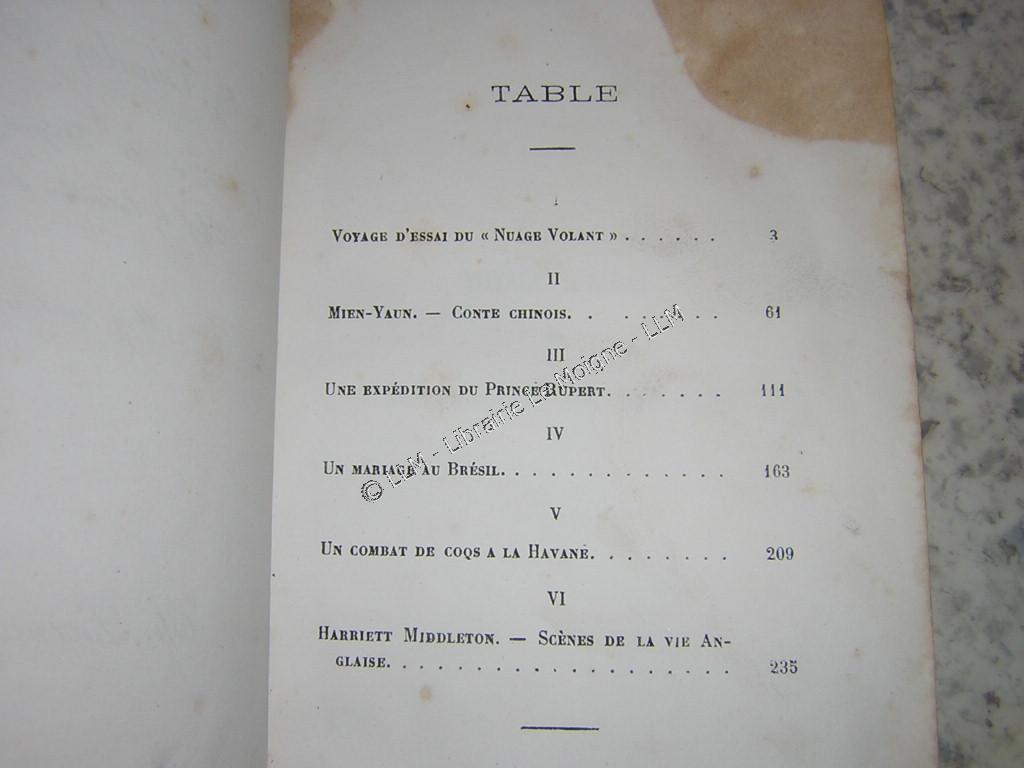 TABLE
I
VOYAGE D'ESSAI DU « NUAGE VOLANT » . . . . . . 3
II
MIEN-YAUN. — CONTE CHINOIS. . . . . . . . 61
III
UNE EXPÉDITION DU PRINCE RUPERT. . . . . . . 111
IV
UN MARIAGE AU BRÉSIL. . . . . . . . . . . . 163
V
UN COMBAT DE COQS A LA HAVANE. . . . . . . . 209
VI
HARRIETT MIDDLETON. — SCÈNES DE LA VIE AN-
GLAISE. . . . . . . . . . . . . . . . . 235
© LLM - Librairie Le Moigne - LLM